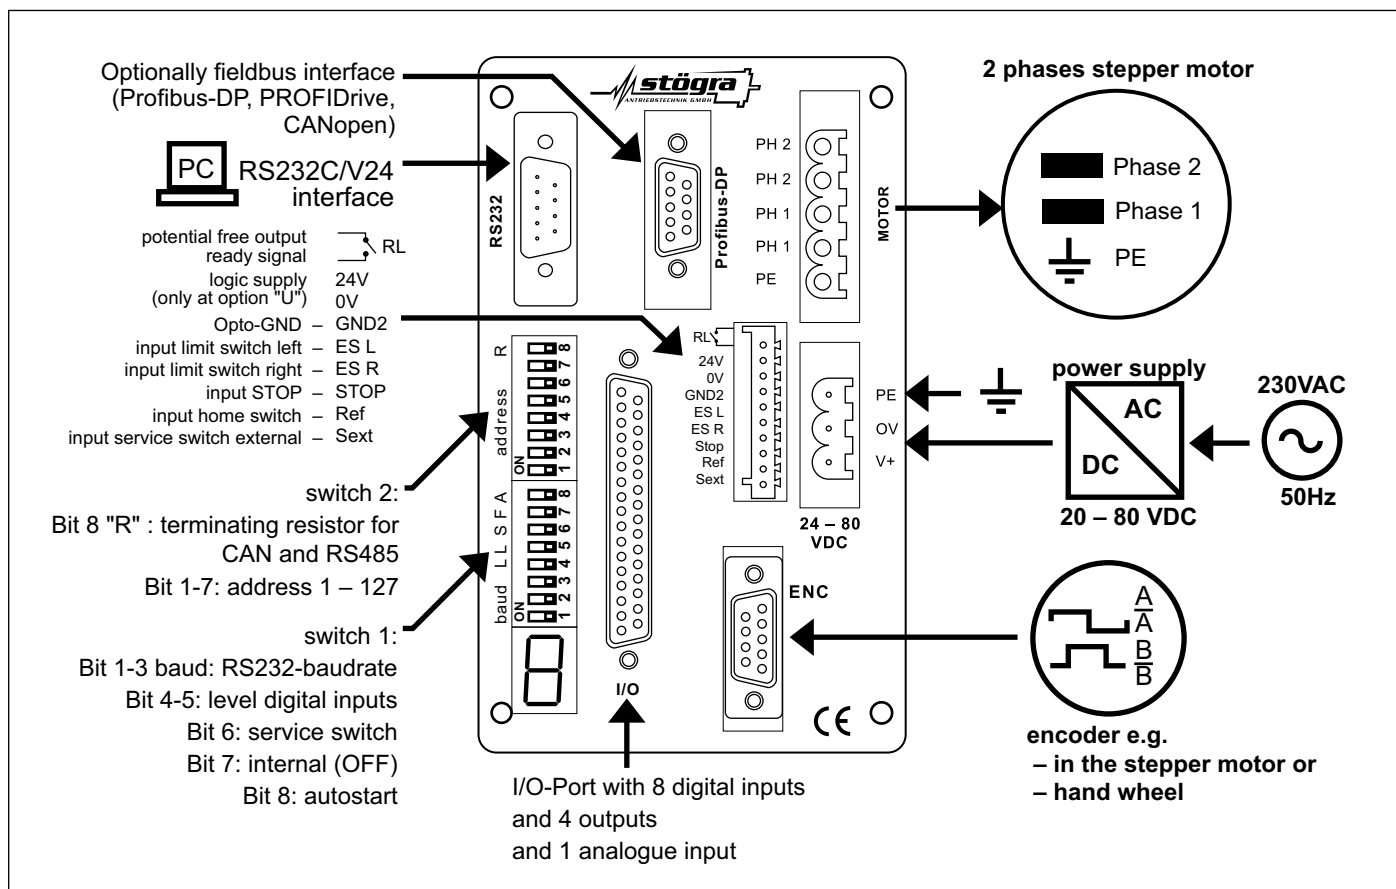 Optionally fieldbus interface
(Profibus-DP, PROFIDrive,
CANopen)
PC
RS232C/V24
interface
potential free output
ready signal
RL
logic supply 24V
(only at option "U") 0V
Opto-GND – GND2
input limit switch left – ES L
input limit switch right – ES R
input STOP – STOP
input home switch – Ref
input service switch external – Sext
switch 2:
Bit 8 "R" : terminating resistor for
CAN and RS485
Bit 1-7: address 1 – 127
switch 1:
Bit 1-3 baud: RS232-baudrate
Bit 4-5: level digital inputs
Bit 6: service switch
Bit 7: internal (OFF)
Bit 8: autostart
stögra
ANTRIEBSTECHNIK GMBH
RS232
Profibus-DP
PH 2
PH 2
PH 1
PH 1
PE
MOTOR
R
address
ON
1 2 3 4 5 6 7 8
baud L L S F A
ON
1 2 3 4 5 6 7 8
I/O
RL
24V
0V
GND2
ES L
ES R
Stop
Ref
Sext
PE
OV
V+
24 – 80
VDC
ENC
CE
I/O-Port with 8 digital inputs
and 4 outputs
and 1 analogue input
2 phases stepper motor
Phase 2
Phase 1
PE
power supply
AC
DC
20 – 80 VDC
230VAC
50Hz
A
A
B
B
encoder e.g.
– in the stepper motor or
– hand wheel